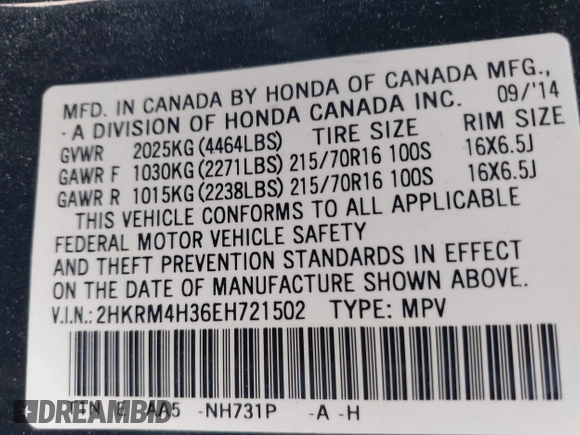 MFD. IN CANADA BY HONDA OF CANADA MFG.,
A DIVISION OF HONDA CANADA INC. 09/'14
GVWR 2025KG (4464LBS) TIRE SIZE RIM SIZE
GAWR F 1030KG (2271LBS) 215/70R16 100S 16X6.5J
GAWR R 1015KG (2238LBS) 215/70R16 100S 16X6.5J
THIS VEHICLE CONFORMS TO ALL APPLICABLE
FEDERAL MOTOR VEHICLE SAFETY
AND THEFT PREVENTION STANDARDS IN EFFECT
ON THE DATE OF MANUFACTURE SHOWN ABOVE.
V.I.N.: 2HKRM4H36EH721502 TYPE: MPV
AA5 -NH731P -A -H
DREAMBID